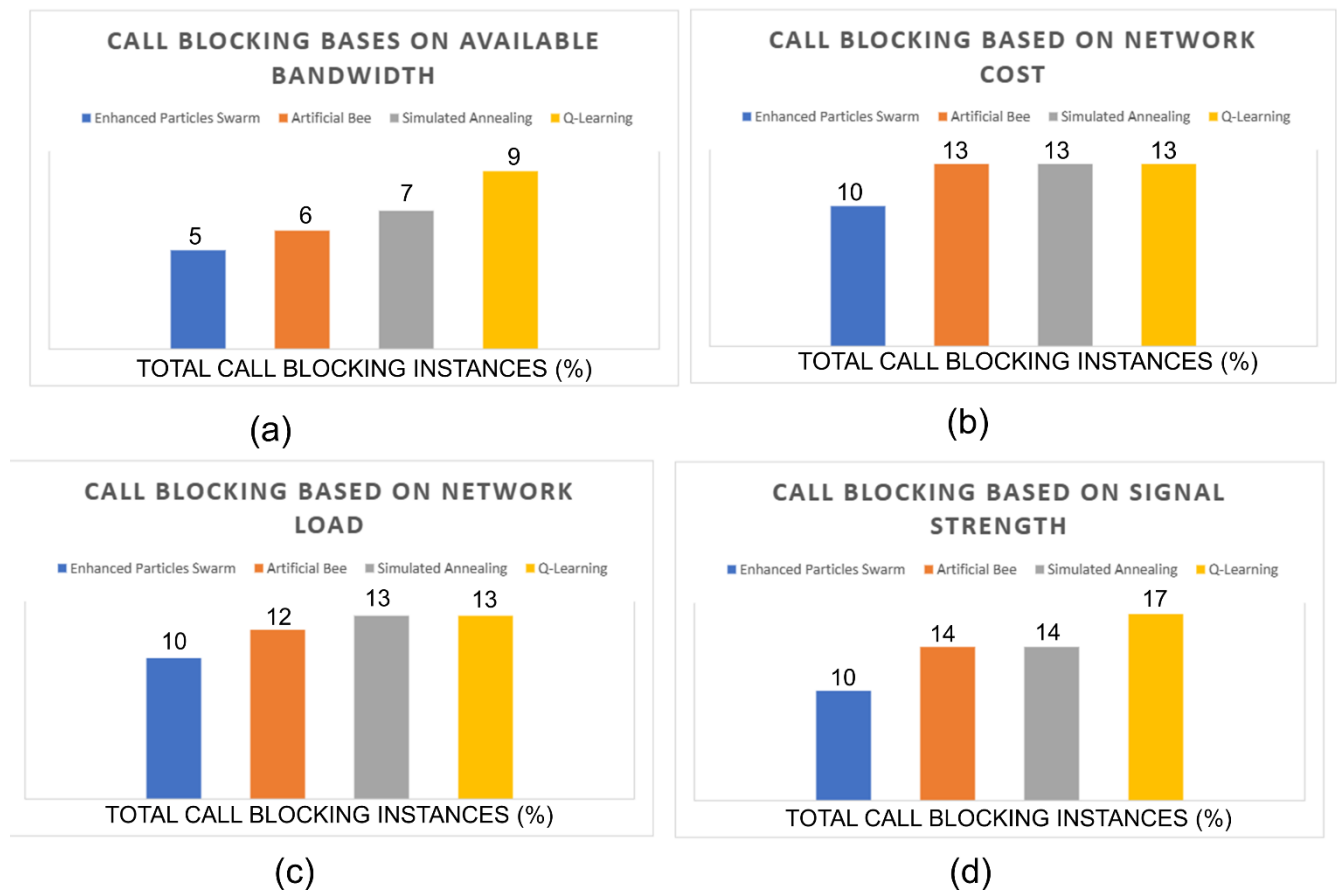 CALL BLOCKING BASES ON AVAILABLE
BANDWIDTH
Enhanced Particles Swarm Artificial Bee Simulated Annealing Q-Learning
5
6
7
9
TOTAL CALL BLOCKING INSTANCES (%)
(a)
CALL BLOCKING BASED ON NETWORK
COST
Enhanced Particles Swarm Artificial Bee Simulated Annealing Q-Learning
10
13
13
13
TOTAL CALL BLOCKING INSTANCES (%)
(b)
CALL BLOCKING BASED ON NETWORK
LOAD
Enhanced Particles Swarm Artificial Bee Simulated Annealing Q-Learning
10
12
13
13
TOTAL CALL BLOCKING INSTANCES (%)
(c)
CALL BLOCKING BASED ON SIGNAL
STRENGTH
Enhanced Particles Swarm Artificial Bee Simulated Annealing Q-Learning
10
14
14
17
TOTAL CALL BLOCKING INSTANCES (%)
(d)